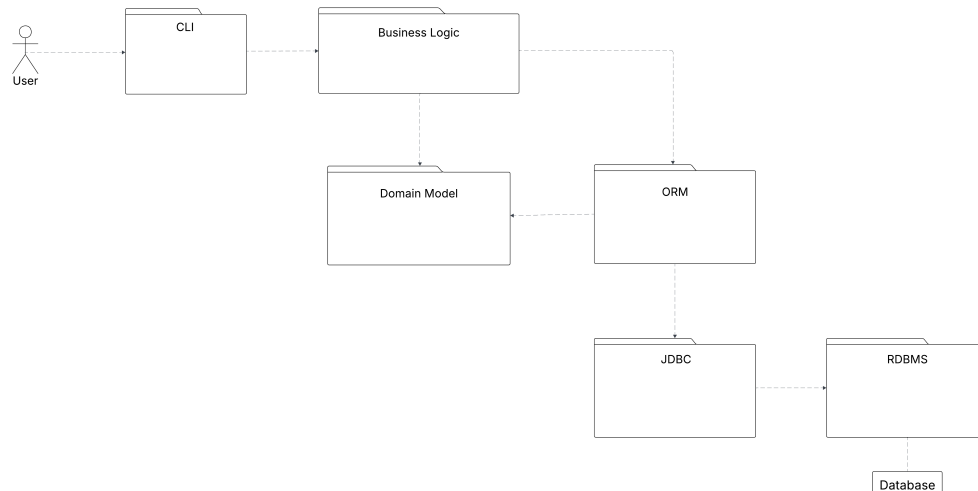 CLI
Business Logic
User
Domain Model
ORM
JDBC
RDBMS
Database